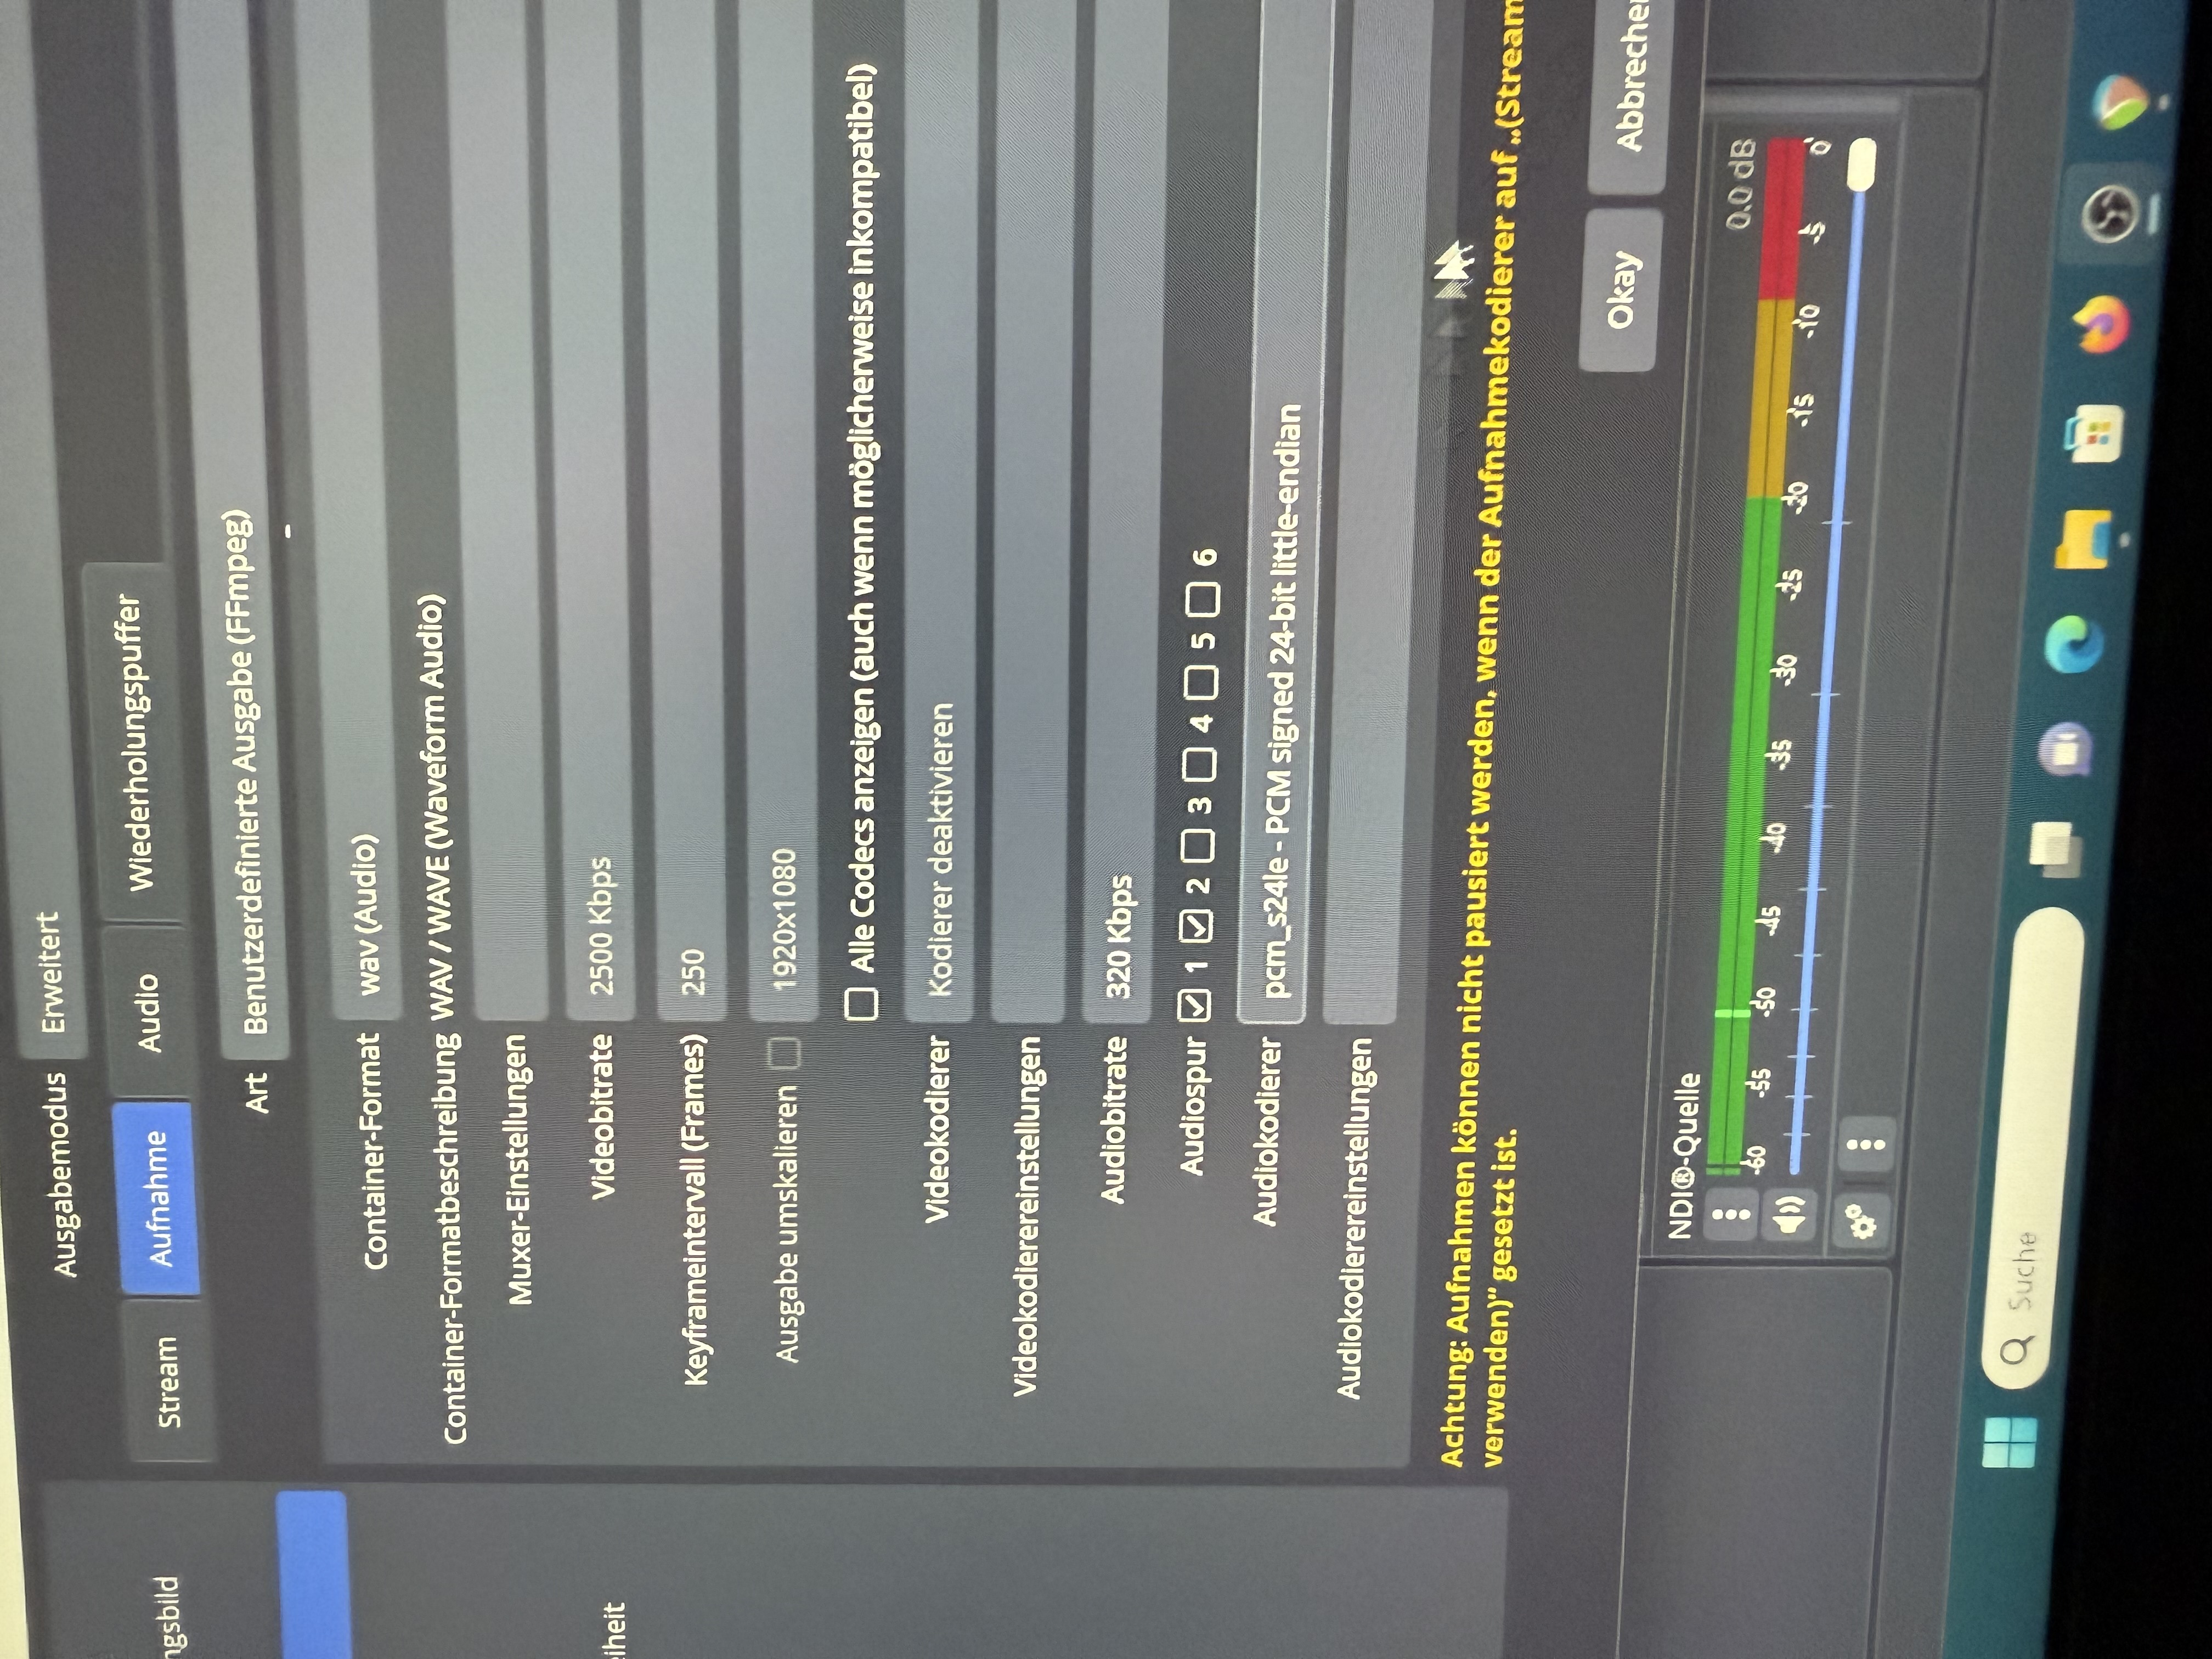 Ausgabemodus Erweitert
ngsbild
Stream Aufnahme Audio Wiederholungspuffer
Art Benutzerdefinierte Ausgabe (FFmpeg)
Container-Format wav (Audio)
Container-Formatbeschreibung WAV / WAVE (Waveform Audio)
Muxer-Einstellungen
Videobitrate 2500 Kbps
eiheit
Keyframeintervall (Frames) 250
Ausgabe umskalieren 1920x1080
Alle Codecs anzeigen (auch wenn möglicherweise inkompatibel)
Videokodierer Kodierer deaktivieren
Videokodierereinstellungen
Audiobitrate 320 Kbps
Audiospur 1 2 3 4 5 6
Audiokodierer pcm_s24le - PCM signed 24-bit little-endian
Audiokodierereinstellungen
Achtung: Aufnahmen können nicht pausiert werden, wenn der Aufnahmekodierer auf „(Stream
verwenden)“ gesetzt ist.
Okay Abbrechen
NDI®-Quelle
0.0 dB
-60 -55 -50 -45 -40 -35 -30 -25 -20 -15 -10 -5 0
Suche